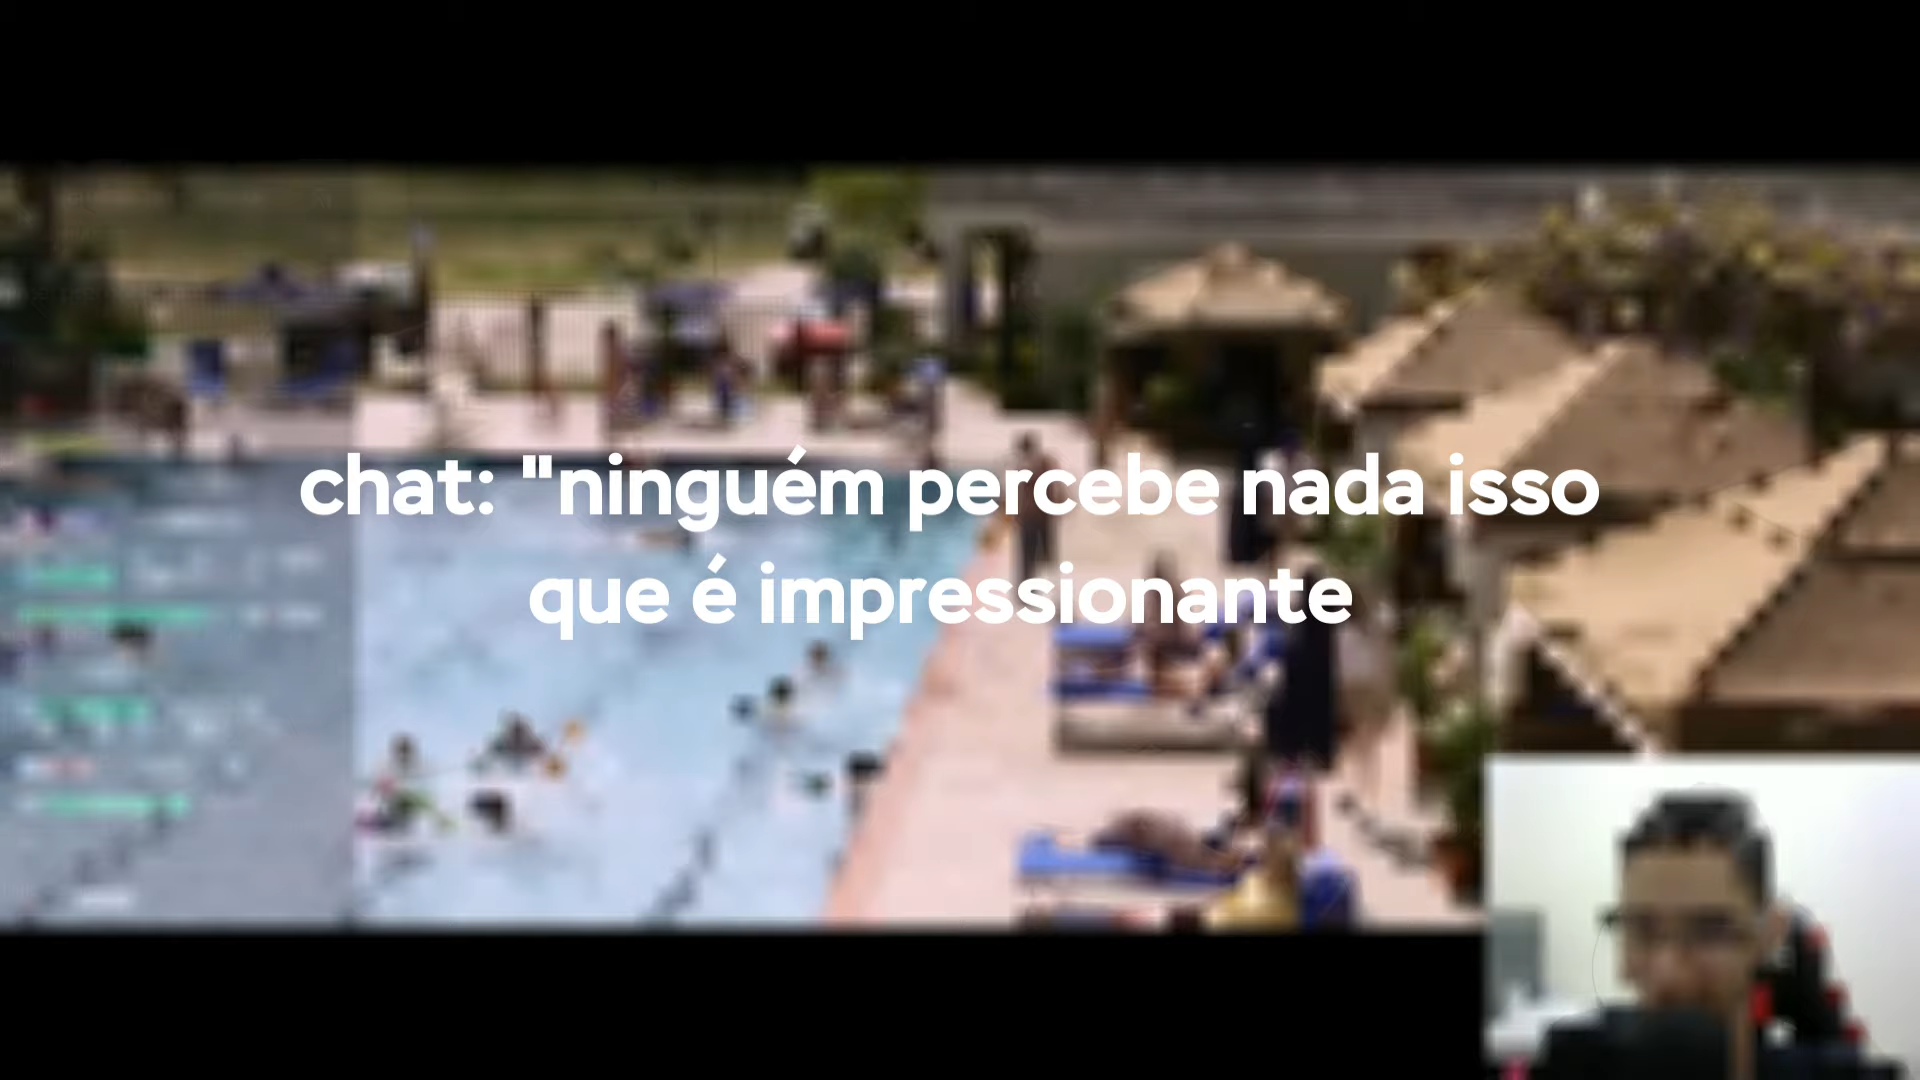 chat: "ninguém percebe nada isso
que é impressionante